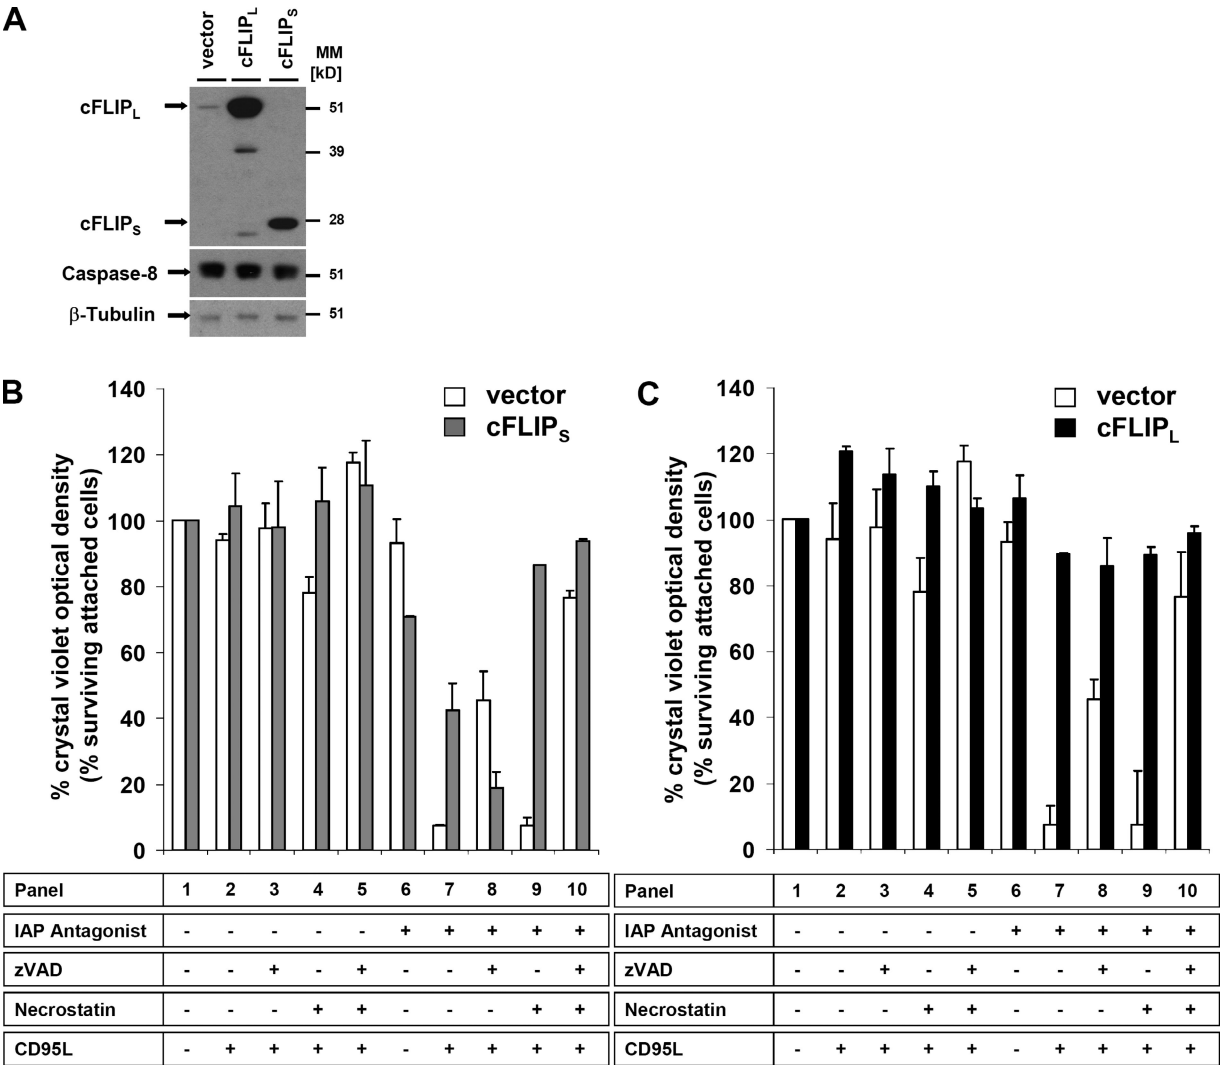 A
vector
cFLIPL
cFLIPS
MM
[kD]
cFLIPL
51
39
cFLIPS
28
Caspase-8
51
β-Tubulin
51
B
% crystal violet optical density
(% surviving attached cells)
140
120
100
80
60
40
20
0
vector
cFLIPS
Panel 1 2 3 4 5 6 7 8 9 10
IAP Antagonist - - - - - + + + + +
zVAD - - + - + - - + - +
Necrostatin - - - + + - - - + +
CD95L - + + + + - + + + +
C
% crystal violet optical density
(% surviving attached cells)
140
120
100
80
60
40
20
0
vector
cFLIPL
Panel 1 2 3 4 5 6 7 8 9 10
IAP Antagonist - - - - - + + + + +
zVAD - - + - + - - + - +
Necrostatin - - - + + - - - + +
CD95L - + + + + - + + + +